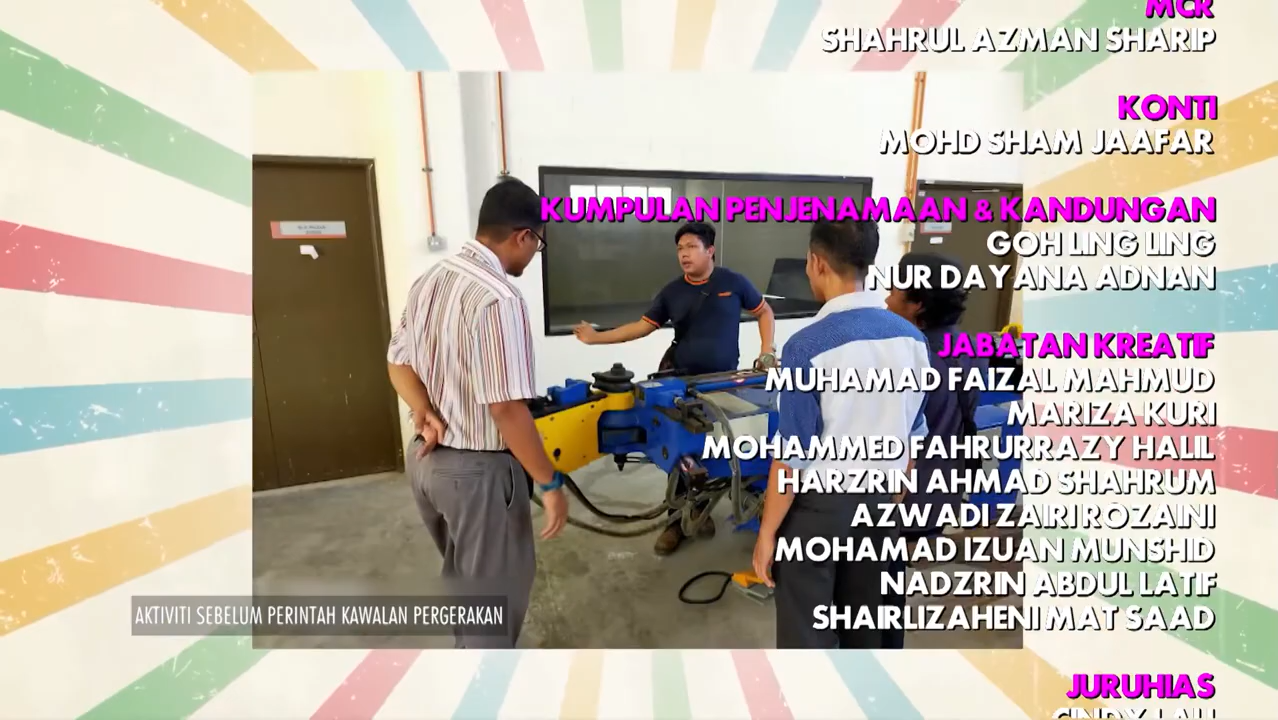 MCR
SHAHRUL AZMAN SHARIP
KONTI
MOHD SHAM JAAFAR
KUMPULAN PENJENAMAAN & KANDUNGAN
GOH LING LING
NUR DAYANA ADNAN
JABATAN KREATIF
MUHAMAD FAIZAL MAHMUD
MARIZA KURI
MOHAMMED FAHRURRAZY HALIL
HARZRIN AHMAD SHAHRUM
AZWADI ZAIRI ROZAINI
MOHAMAD IZUAN MUNSHID
NADZRIN ABDUL LATIF
SHAIRLIZAHENI MAT SAAD
AKTIVITI SEBELUM PERINTAH KAWALAN PERGERAKAN
JURUHIAS
CINDY LAU